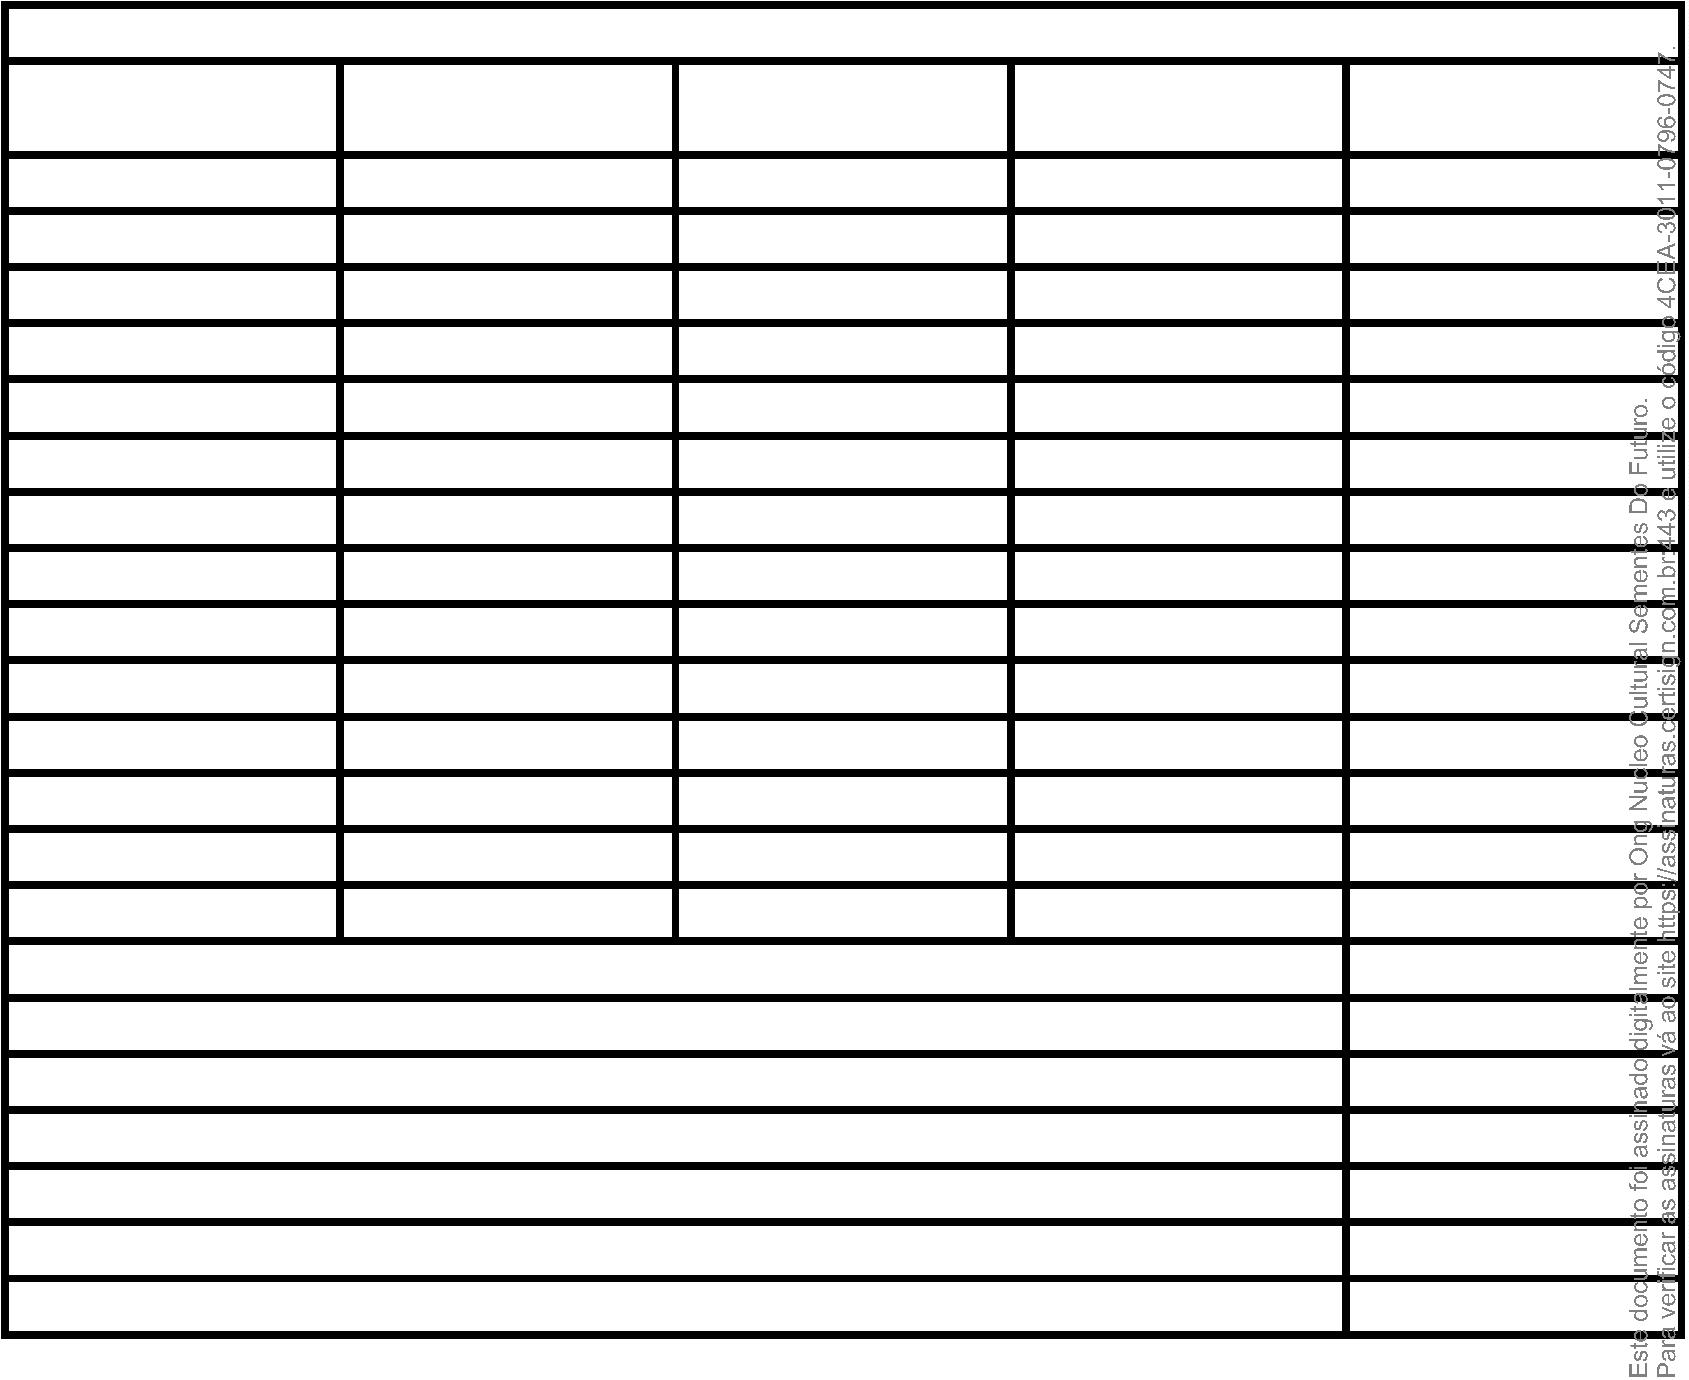 Este documento foi assinado digitalmente por Ong Nucleo Cultural Sementes Do Futuro.
Para verificar as assinaturas vá ao site https://assinaturas.certisign.com.br:443 e utilize o código 4CEA-3011-0796-0747.